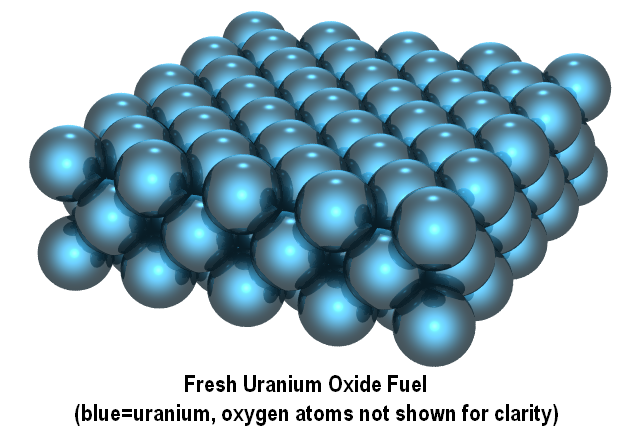 Fresh Uranium Oxide Fuel
(blue=uranium, oxygen atoms not shown for clarity)